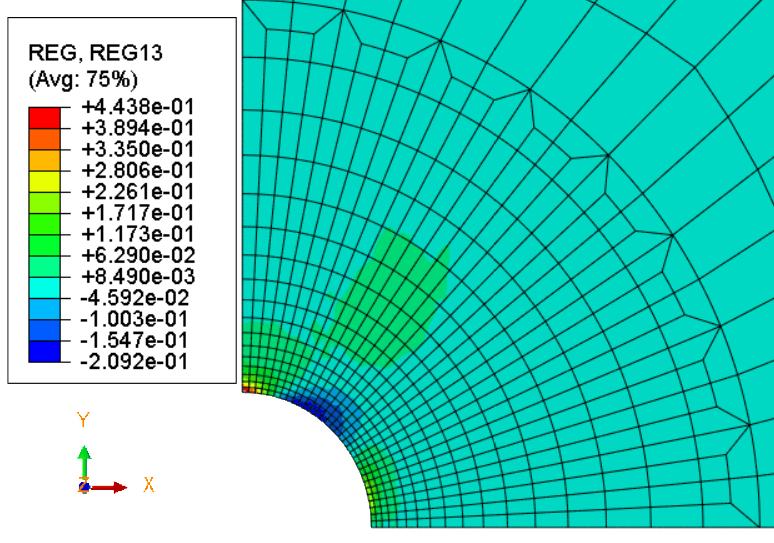 REG, REG13
(Avg: 75%)
+4.438e-01
+3.894e-01
+3.350e-01
+2.806e-01
+2.261e-01
+1.717e-01
+1.173e-01
+6.290e-02
+8.490e-03
-4.592e-02
-1.003e-01
-1.547e-01
-2.092e-01
Y
Z
X